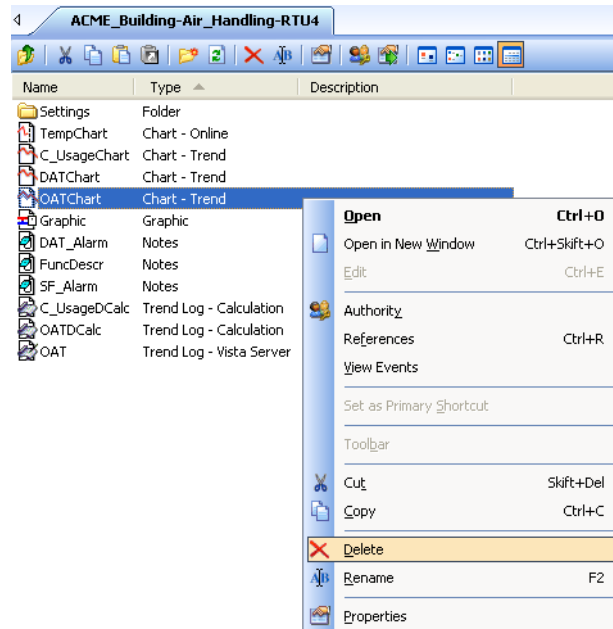 ACME_Building-Air_Handling-RTU4
Name Type Description
Settings Folder
TempChart Chart - Online
C_UsageChart Chart - Trend
DATChart Chart - Trend
OATChart Chart - Trend
Graphic Graphic
DAT_Alarm Notes
FuncDescr Notes
SF_Alarm Notes
C_UsageDCalc Trend Log - Calculation
OATDCalc Trend Log - Calculation
OAT Trend Log - Vista Server
Open Ctrl+O
Open in New Window Ctrl+Skift+O
Edit Ctrl+E
Authority
References Ctrl+R
View Events
Set as Primary Shortcut
Toolbar
Cut Skift+Del
Copy Ctrl+C
Delete
Rename F2
Properties